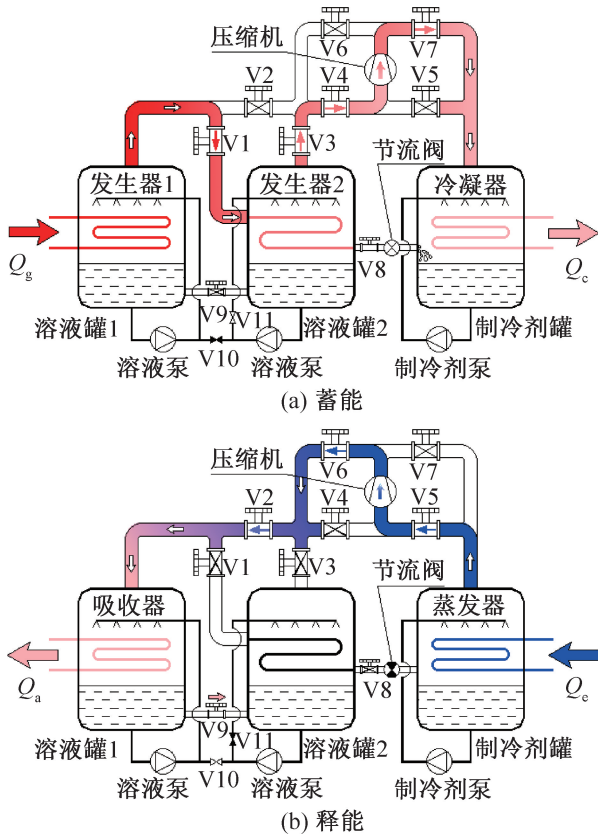 压缩机
V6
V7
V2
V4
V5
V1
V3
节流阀
发生器1
发生器2
冷凝器
Qg
Qc
V8
V9
V11
溶液罐1
溶液罐2
制冷剂罐
V10
溶液泵
溶液泵
制冷剂泵
(a) 蓄能
压缩机
V6
V7
V2
V4
V5
V1
V3
节流阀
吸收器
蒸发器
Qa
Qe
V8
V9
V11
溶液罐1
溶液罐2
制冷剂罐
V10
溶液泵
溶液泵
制冷剂泵
(b) 释能